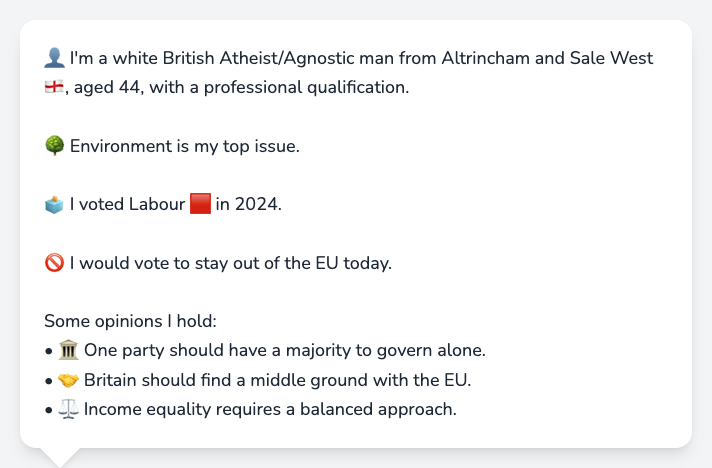 👤 I'm a white British Atheist/Agnostic man from Altrincham and Sale West
🏴󠁧󠁢󠁥󠁮󠁧󠁿, aged 44, with a professional qualification.
🌳 Environment is my top issue.
🗳️ I voted Labour 🟥 in 2024.
🚫 I would vote to stay out of the EU today.
Some opinions I hold:
• 🏛️ One party should have a majority to govern alone.
• 🤝 Britain should find a middle ground with the EU.
• ⚖️ Income equality requires a balanced approach.